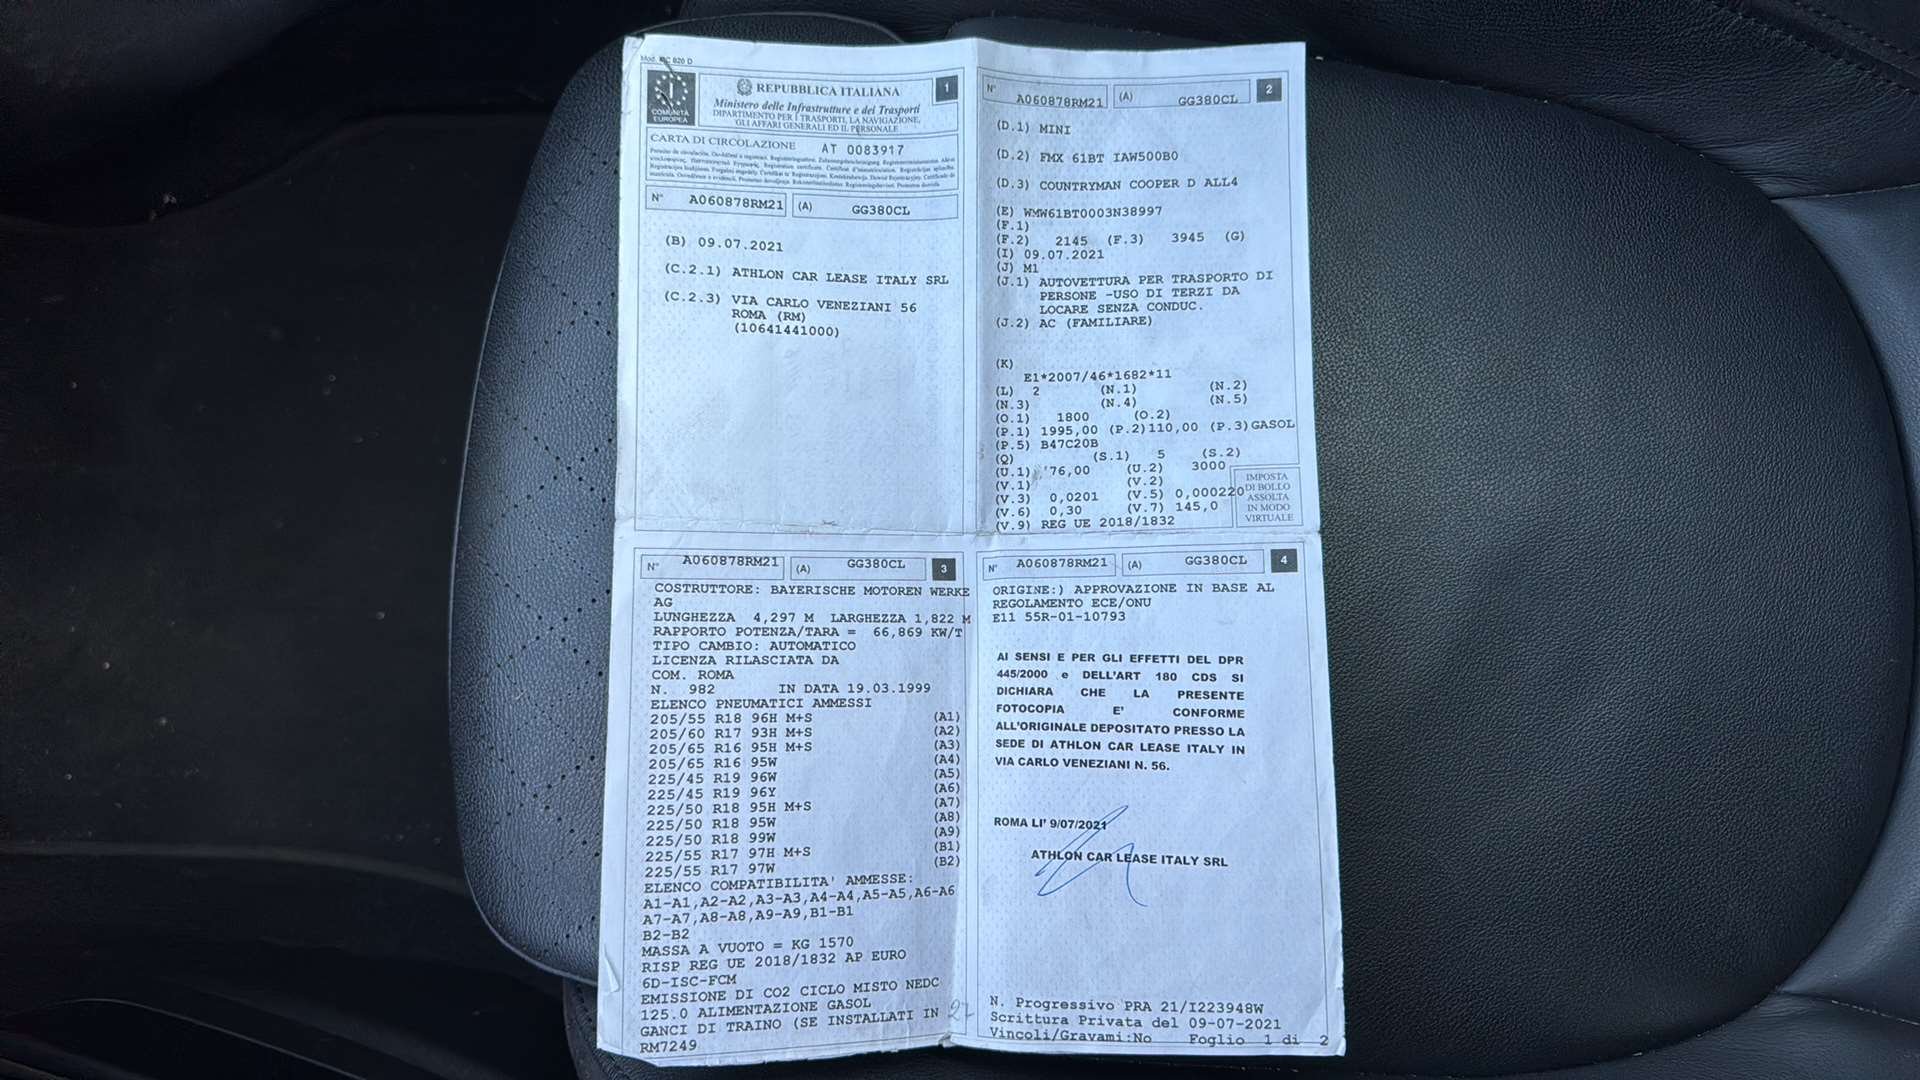 Mod. MC 820 D
I
COMUNITÀ
EUROPEA
REPUBBLICA ITALIANA
Ministero delle Infrastrutture e dei Trasporti
DIPARTIMENTO PER I TRASPORTI, LA NAVIGAZIONE,
GLI AFFARI GENERALI ED IL PERSONALE
1
CARTA DI CIRCOLAZIONE AT 0083917
N° A060878RM21 (A) GG380CL
(B) 09.07.2021
(C.2.1) ATHLON CAR LEASE ITALY SRL
(C.2.3) VIA CARLO VENEZIANI 56
ROMA (RM)
(10641441000)
N° A060878RM21 (A) GG380CL 2
(D.1) MINI
(D.2) FMX 61BT IAW500B0
(D.3) COUNTRYMAN COOPER D ALL4
(E) WMW61BT0003N38997
(F.1)
(F.2) 2145 (F.3) 3945 (G)
(I) 09.07.2021
(J) M1
(J.1) AUTOVETTURA PER TRASPORTO DI
PERSONE -USO DI TERZI DA
LOCARE SENZA CONDUC.
(J.2) AC (FAMILIARE)
(K)
E1*2007/46*1682*11
(L) 2 (N.1) (N.2)
(N.3) (N.4) (N.5)
(O.1) 1800 (O.2)
(P.1) 1995,00 (P.2)110,00 (P.3)GASOL
(P.5) B47C20B
(Q) (S.1) 5 (S.2)
(U.1) 76,00 (U.2) 3000
(V.1) (V.2)
(V.3) 0,0201 (V.5) 0,000220
(V.6) 0,30 (V.7) 145,0
(V.9) REG UE 2018/1832
IMPOSTA
DI BOLLO
ASSOLTA
IN MODO
VIRTUALE
N° A060878RM21 (A) GG380CL 3
COSTRUTTORE: BAYERISCHE MOTOREN WERKE
AG
LUNGHEZZA 4,297 M LARGHEZZA 1,822 M
RAPPORTO POTENZA/TARA = 66,869 KW/T
TIPO CAMBIO: AUTOMATICO
LICENZA RILASCIATA DA
COM. ROMA
N. 982 IN DATA 19.03.1999
ELENCO PNEUMATICI AMMESSI
205/55 R18 96H M+S (A1)
205/60 R17 93H M+S (A2)
205/65 R16 95H M+S (A3)
205/65 R16 95W (A4)
225/45 R19 96W (A5)
225/45 R19 96Y (A6)
225/50 R18 95H M+S (A7)
225/50 R18 95W (A8)
225/50 R18 99W (A9)
225/55 R17 97H M+S (B1)
225/55 R17 97W (B2)
ELENCO COMPATIBILITA' AMMESSE:
A1-A1,A2-A2,A3-A3,A4-A4,A5-A5,A6-A6
A7-A7,A8-A8,A9-A9,B1-B1
B2-B2
MASSA A VUOTO = KG 1570
RISP REG UE 2018/1832 AP EURO
6D-ISC-FCM
EMISSIONE DI CO2 CICLO MISTO NEDC
125.0 ALIMENTAZIONE GASOL
GANCI DI TRAINO (SE INSTALLATI IN
RM7249
N° A060878RM21 (A) GG380CL 4
ORIGINE:) APPROVAZIONE IN BASE AL
REGOLAMENTO ECE/ONU
E11 55R-01-10793
AI SENSI E PER GLI EFFETTI DEL DPR
445/2000 e DELL'ART 180 CDS SI
DICHIARA CHE LA PRESENTE
FOTOCOPIA E' CONFORME
ALL'ORIGINALE DEPOSITATO PRESSO LA
SEDE DI ATHLON CAR LEASE ITALY IN
VIA CARLO VENEZIANI N. 56.
ROMA LI' 9/07/2021
ATHLON CAR LEASE ITALY SRL
N. Progressivo PRA 21/I223948W
Scrittura Privata del 09-07-2021
Vincoli/Gravami:No Foglio 1 di 2